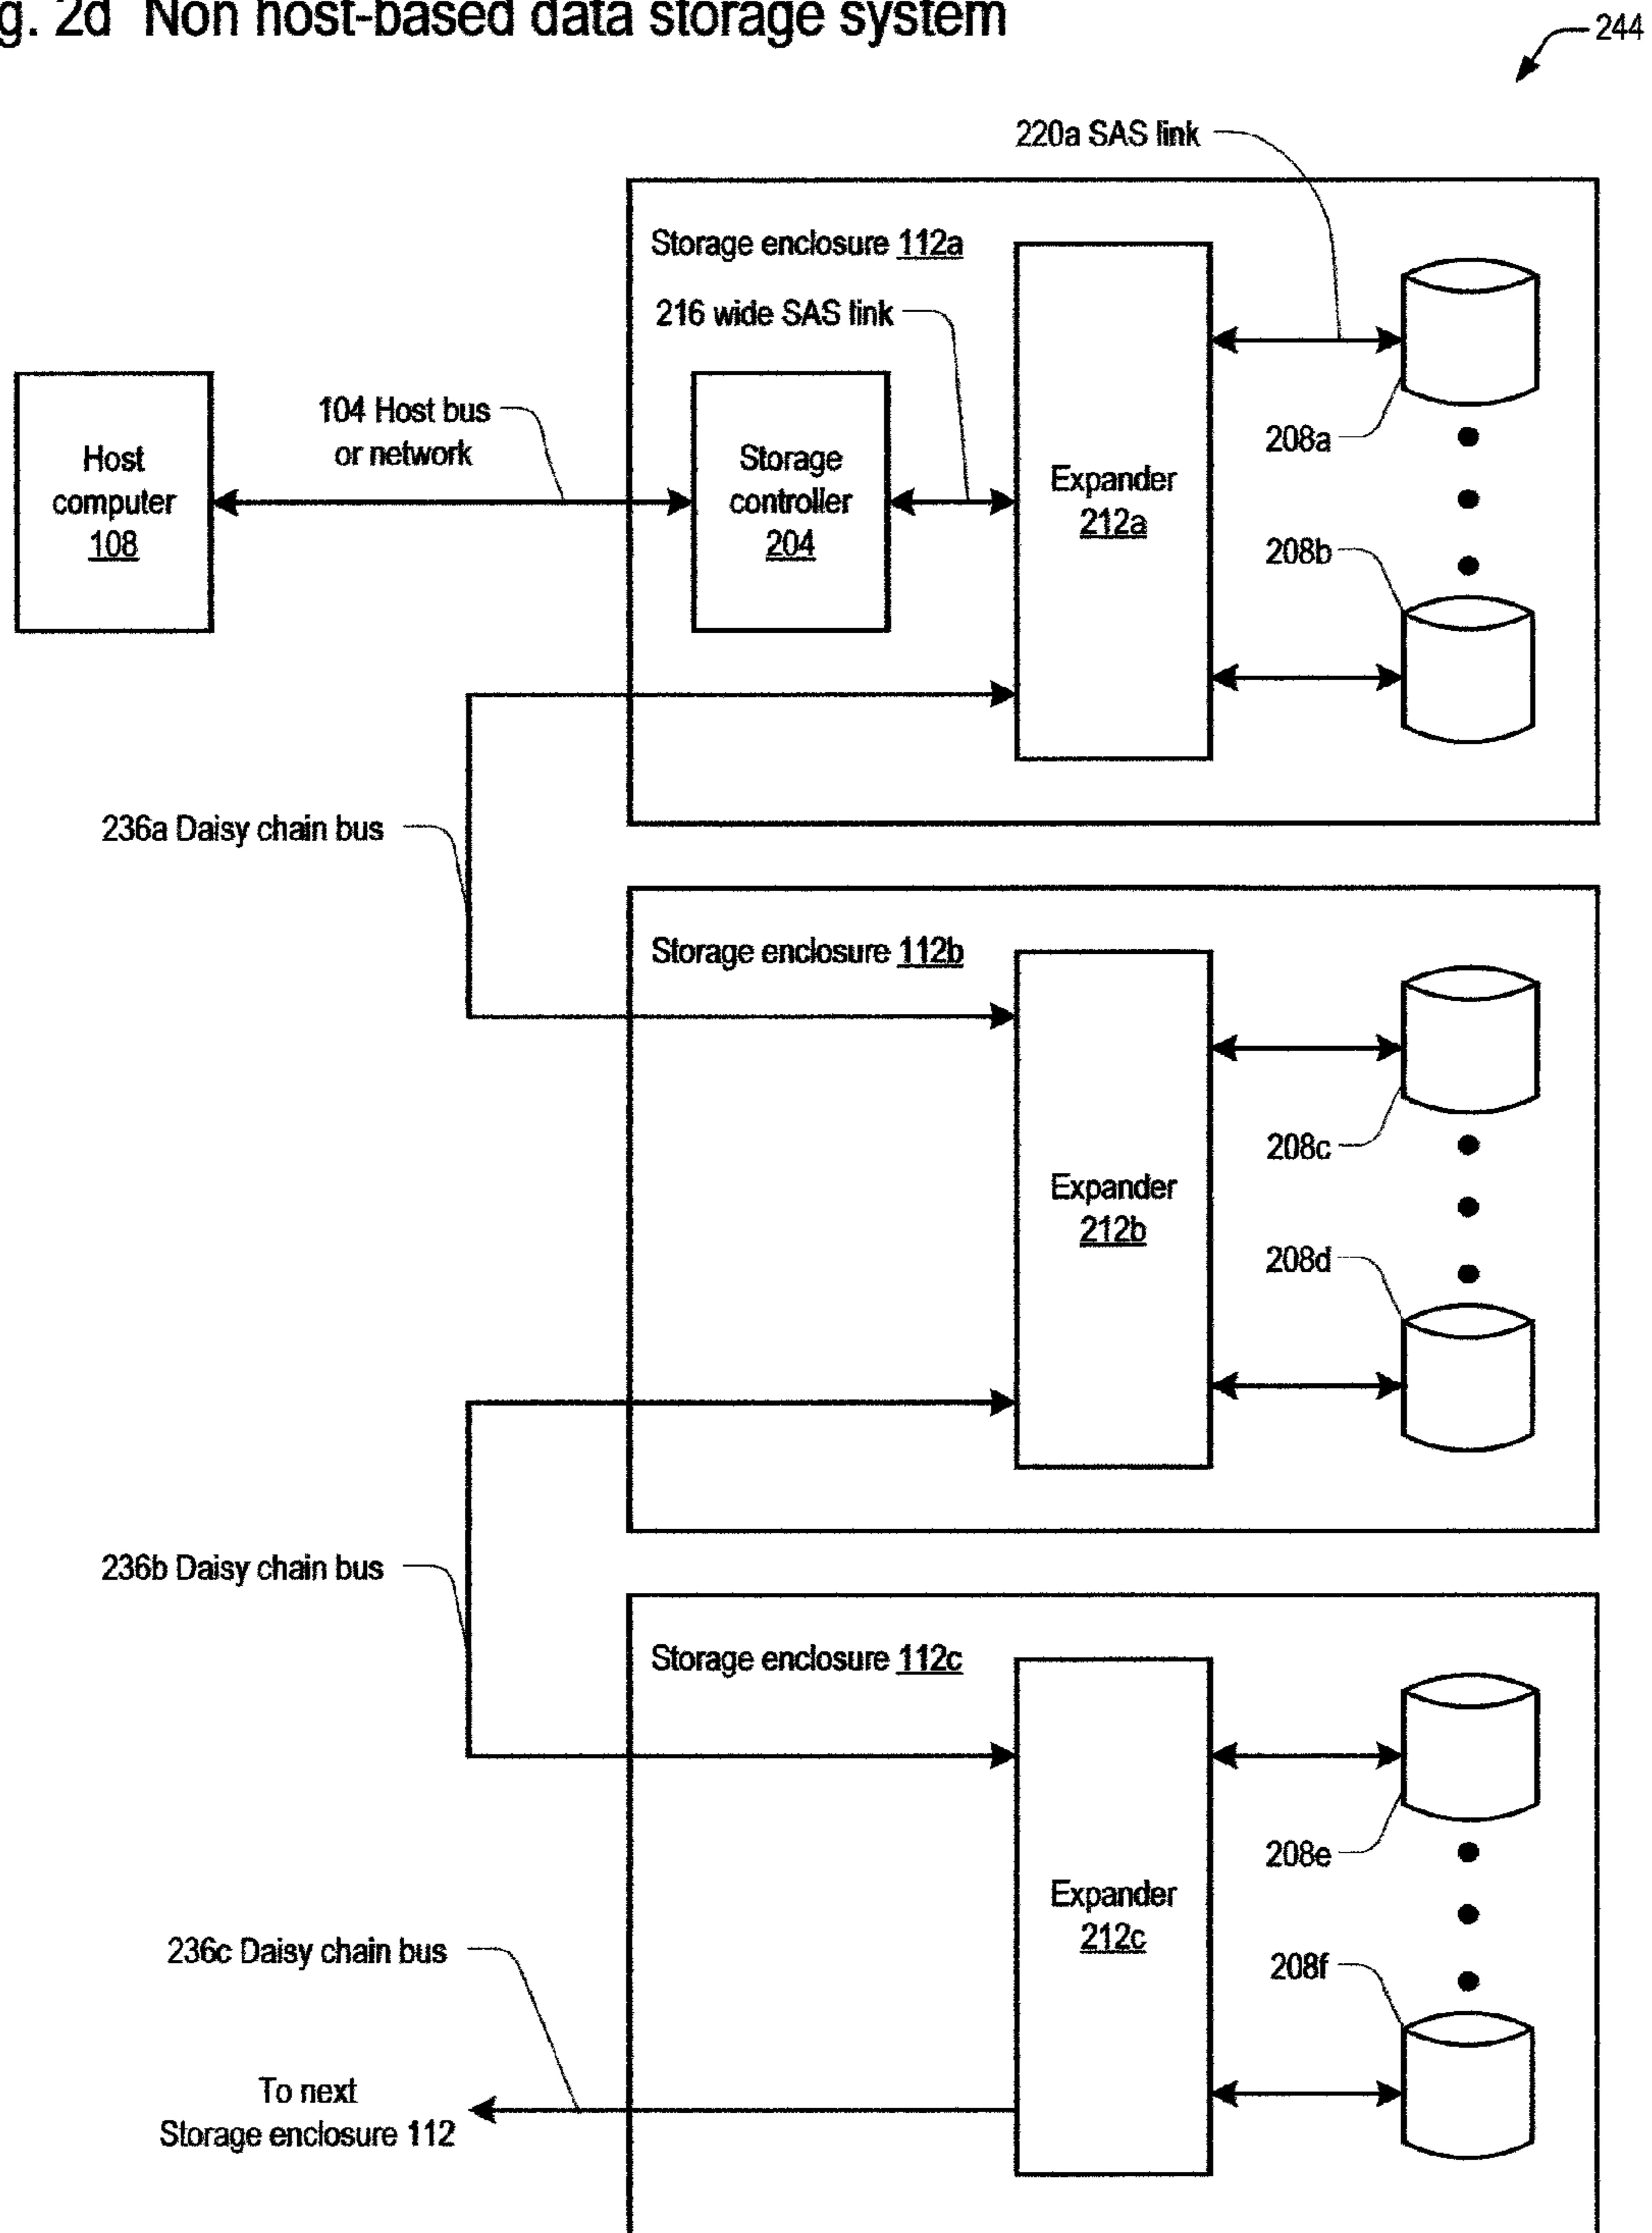 g. 2d Non host-based data storage system
244
220a SAS link
Storage enclosure 112a
216 wide SAS link
104 Host bus
or network
Host
computer
108
Storage
controller
204
Expander
212a
208a
208b
236a Daisy chain bus
Storage enclosure 112b
Expander
212b
208c
208d
236b Daisy chain bus
Storage enclosure 112c
Expander
212c
208e
208f
236c Daisy chain bus
To next
Storage enclosure 112